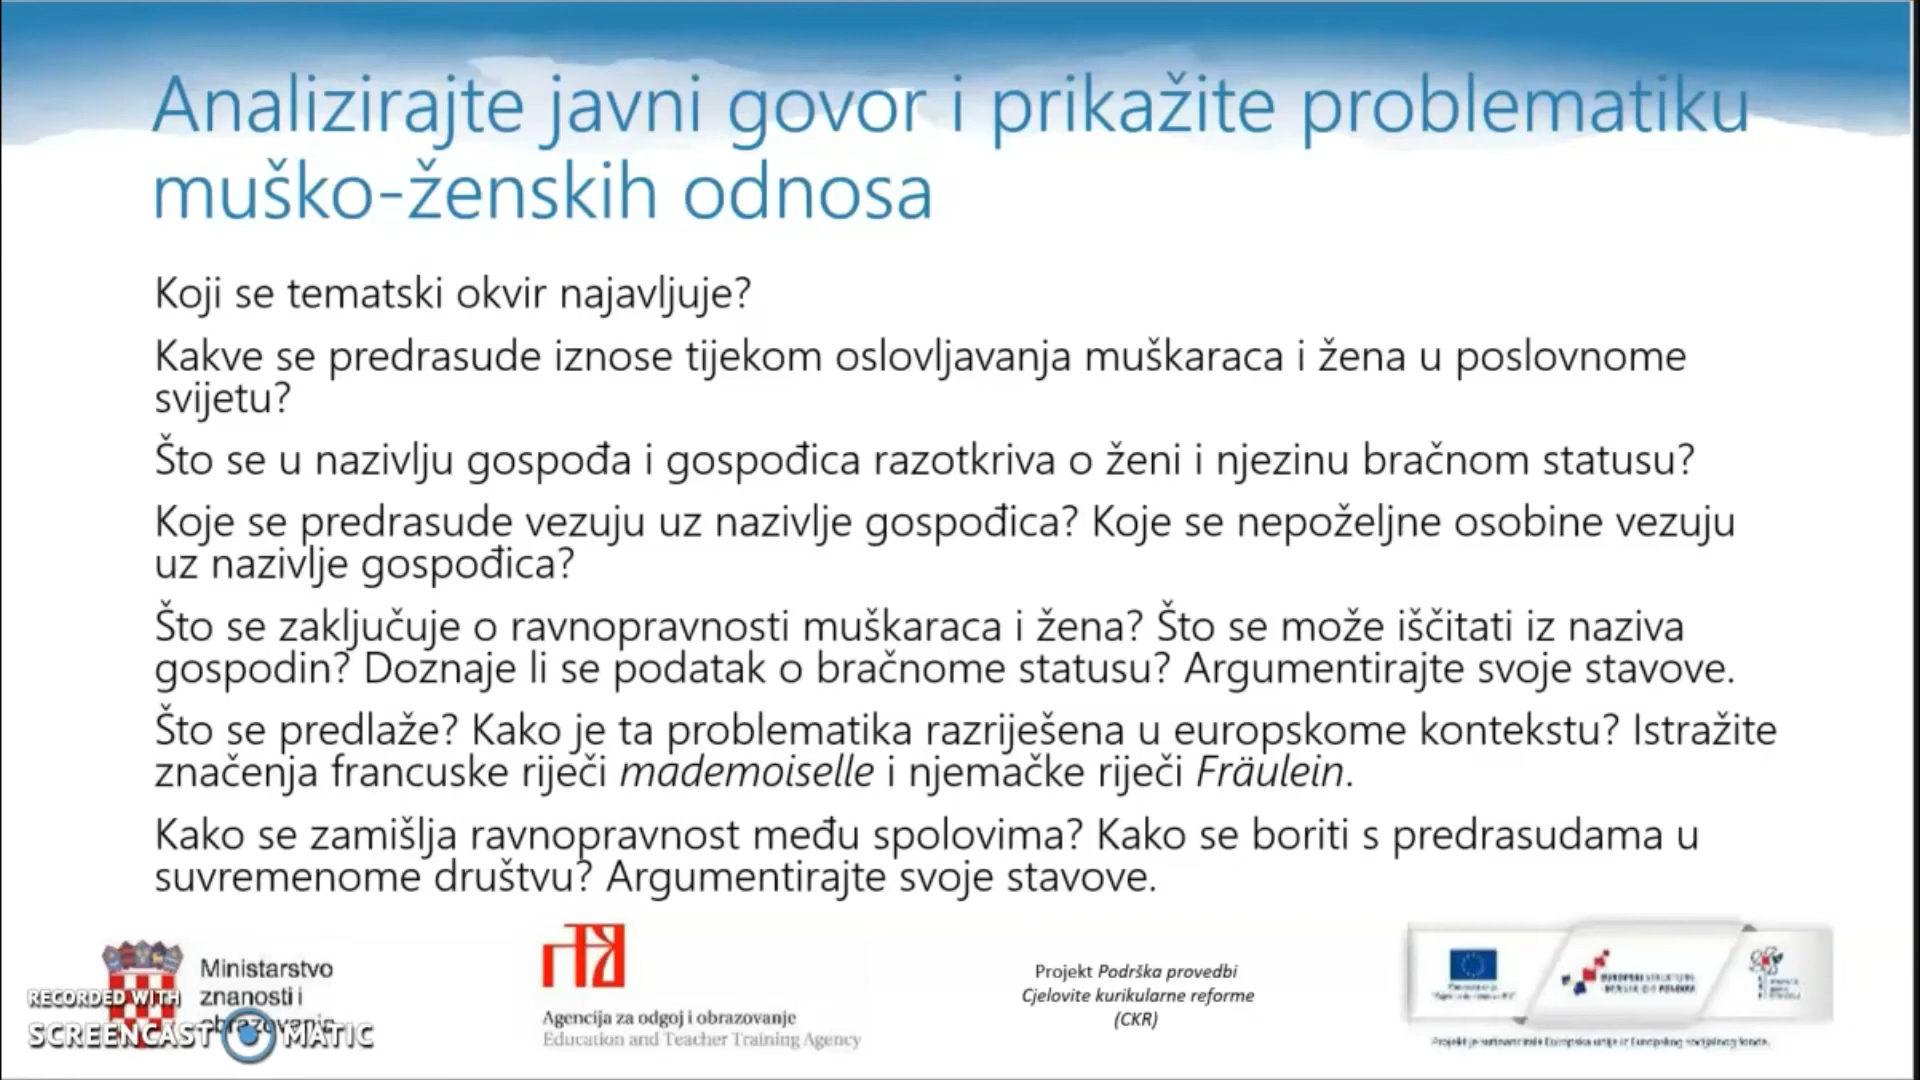 Analizirajte javni govor i prikažite problematiku
muško-ženskih odnosa
Koji se tematski okvir najavljuje?
Kakve se predrasude iznose tijekom oslovljavanja muškaraca i žena u poslovnome
svijetu?
Što se u nazivlju gospođa i gospođica razotkriva o ženi i njezinu bračnom statusu?
Koje se predrasude vezuju uz nazivlje gospođica? Koje se nepoželjne osobine vezuju
uz nazivlje gospođica?
Što se zaključuje o ravnopravnosti muškaraca i žena? Što se može iščitati iz naziva
gospodin? Doznaje li se podatak o bračnome statusu? Argumentirajte svoje stavove.
Što se predlaže? Kako je ta problematika razriješena u europskome kontekstu? Istražite
značenja francuske riječi mademoiselle i njemačke riječi Fräulein.
Kako se zamišlja ravnopravnost među spolovima? Kako se boriti s predrasudama u
suvremenome društvu? Argumentirajte svoje stavove.
Ministarstvo
znanosti i
obrazovanja
RECORDED WITH
SCREENCAST MATIC
Agencija za odgoj i obrazovanje
Education and Teacher Training Agency
Projekt Podrška provedbi
Cjelovite kurikularne reforme
(CKR)